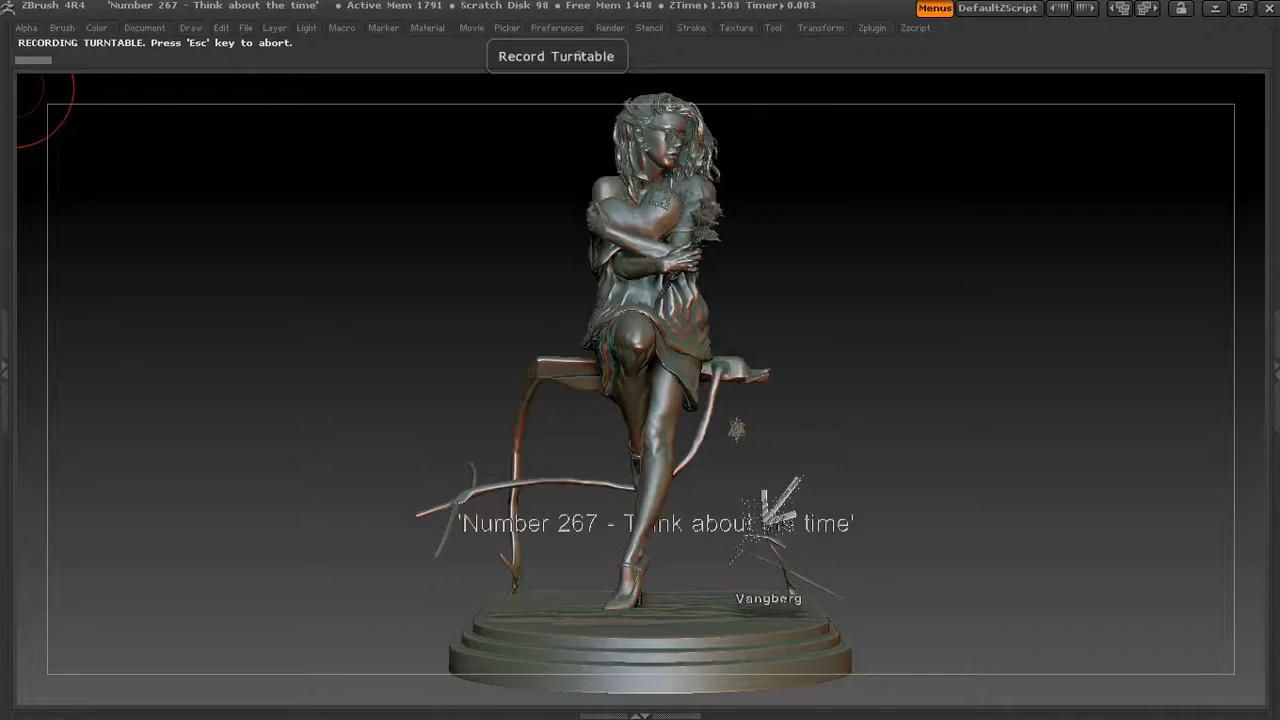 ZBrush 4R4 'Number 267 - Think about the time' • Active Mem 1791 • Scratch Disk 98 • Free Mem 1448 • ZTime▸1.503 Timer▸0.003 Menus DefaultZScript
Alpha Brush Color Document Draw Edit File Layer Light Macro Marker Material Movie Picker Preferences Render Stencil Stroke Texture Tool Transform Zplugin Zscript
RECORDING TURNTABLE. Press 'Esc' key to abort.
Record Turntable
'Number 267 - Think about the time'
Vangberg